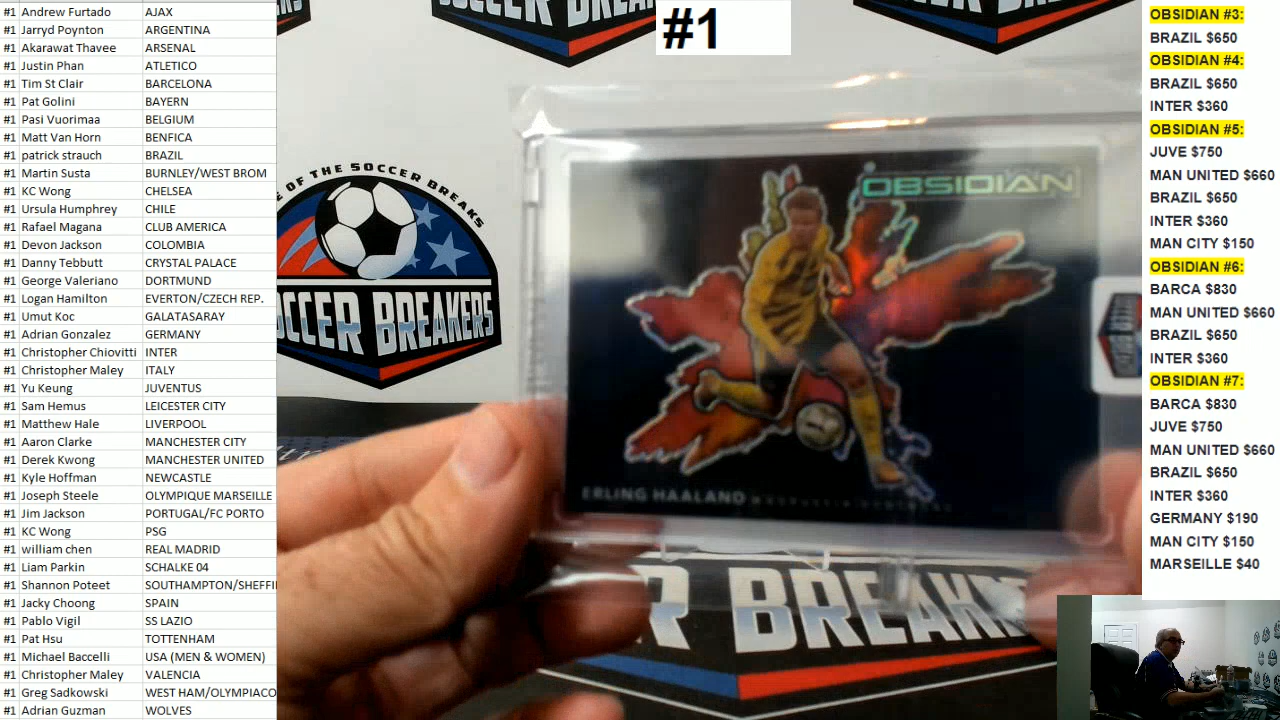 #1 Andrew Furtado AJAX
#1 Jarryd Poynton ARGENTINA
#1 Akarawat Thavee ARSENAL
#1 Justin Phan ATLETICO
#1 Tim St Clair BARCELONA
#1 Pat Golini BAYERN
#1 Pasi Vuorimaa BELGIUM
#1 Matt Van Horn BENFICA
#1 patrick strauch BRAZIL
#1 Martin Susta BURNLEY/WEST BROM
#1 KC Wong CHELSEA
#1 Ursula Humphrey CHILE
#1 Rafael Magana CLUB AMERICA
#1 Devon Jackson COLOMBIA
#1 Danny Tebbutt CRYSTAL PALACE
#1 George Valeriano DORTMUND
#1 Logan Hamilton EVERTON/CZECH REP.
#1 Umut Koc GALATASARAY
#1 Adrian Gonzalez GERMANY
#1 Christopher Chiovitti INTER
#1 Christopher Maley ITALY
#1 Yu Keung JUVENTUS
#1 Sam Hemus LEICESTER CITY
#1 Matthew Hale LIVERPOOL
#1 Aaron Clarke MANCHESTER CITY
#1 Derek Kwong MANCHESTER UNITED
#1 Kyle Hoffman NEWCASTLE
#1 Joseph Steele OLYMPIQUE MARSEILLE
#1 Jim Jackson PORTUGAL/FC PORTO
#1 KC Wong PSG
#1 william chen REAL MADRID
#1 Liam Parkin SCHALKE 04
#1 Shannon Poteet SOUTHAMPTON/SHEFFI
#1 Jacky Choong SPAIN
#1 Pablo Vigil SS LAZIO
#1 Pat Hsu TOTTENHAM
#1 Michael Baccelli USA (MEN & WOMEN)
#1 Christopher Maley VALENCIA
#1 Greg Sadkowski WEST HAM/OLYMPIACO
#1 Adrian Guzman WOLVES
#1
SOCCER BREAKERS
E OF THE SOCCER BREAKS
OCCER BREAKERS
OBSIDIAN
ERLING HAALAND
R BREAKE
OBSIDIAN #3:
BRAZIL $650
OBSIDIAN #4:
BRAZIL $650
INTER $360
OBSIDIAN #5:
JUVE $750
MAN UNITED $660
BRAZIL $650
INTER $360
MAN CITY $150
OBSIDIAN #6:
BARCA $830
MAN UNITED $660
BRAZIL $650
INTER $360
OBSIDIAN #7:
BARCA $830
JUVE $750
MAN UNITED $660
BRAZIL $650
INTER $360
GERMANY $190
MAN CITY $150
MARSEILLE $40